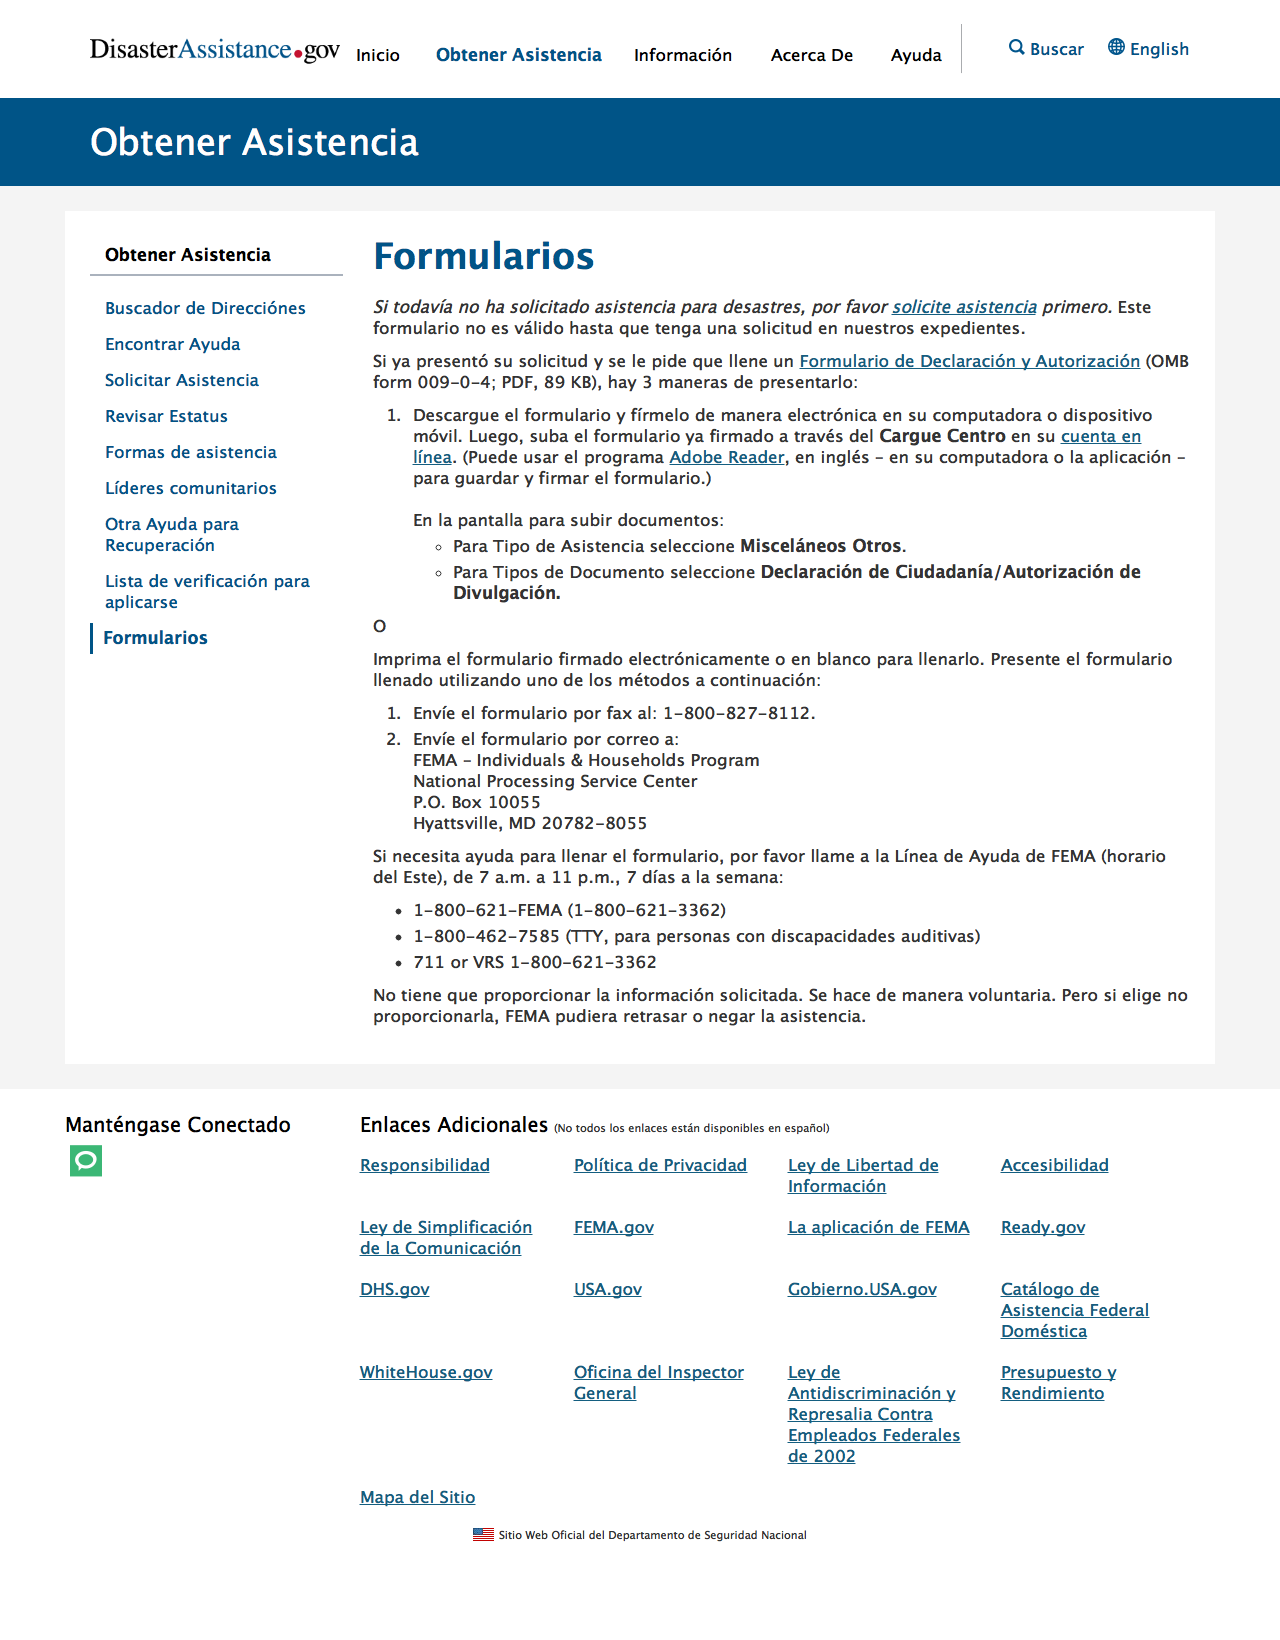 DisasterAssistance.gov
Inicio
Obtener Asistencia
Información
Acerca De
Ayuda
Buscar
English
Obtener Asistencia
Obtener Asistencia
Buscador de Direcciónes
Encontrar Ayuda
Solicitar Asistencia
Revisar Estatus
Formas de asistencia
Líderes comunitarios
Otra Ayuda para
Recuperación
Lista de verificación para
aplicarse
Formularios
Formularios
Si todavía no ha solicitado asistencia para desastres, por favor solicite asistencia primero. Este
formulario no es válido hasta que tenga una solicitud en nuestros expedientes.
Si ya presentó su solicitud y se le pide que llene un Formulario de Declaración y Autorización (OMB
form 009-0-4; PDF, 89 KB), hay 3 maneras de presentarlo:
1. Descargue el formulario y fírmelo de manera electrónica en su computadora o dispositivo
móvil. Luego, suba el formulario ya firmado a través del Cargue Centro en su cuenta en
línea. (Puede usar el programa Adobe Reader, en inglés – en su computadora o la aplicación –
para guardar y firmar el formulario.)
En la pantalla para subir documentos:
◦ Para Tipo de Asistencia seleccione Misceláneos Otros.
◦ Para Tipos de Documento seleccione Declaración de Ciudadanía/Autorización de
Divulgación.
O
Imprima el formulario firmado electrónicamente o en blanco para llenarlo. Presente el formulario
llenado utilizando uno de los métodos a continuación:
1. Envíe el formulario por fax al: 1-800-827-8112.
2. Envíe el formulario por correo a:
FEMA – Individuals & Households Program
National Processing Service Center
P.O. Box 10055
Hyattsville, MD 20782-8055
Si necesita ayuda para llenar el formulario, por favor llame a la Línea de Ayuda de FEMA (horario
del Este), de 7 a.m. a 11 p.m., 7 días a la semana:
• 1-800-621-FEMA (1-800-621-3362)
• 1-800-462-7585 (TTY, para personas con discapacidades auditivas)
• 711 or VRS 1-800-621-3362
No tiene que proporcionar la información solicitada. Se hace de manera voluntaria. Pero si elige no
proporcionarla, FEMA pudiera retrasar o negar la asistencia.
Manténgase Conectado
Enlaces Adicionales (No todos los enlaces están disponibles en español)
Responsibilidad
Política de Privacidad
Ley de Libertad de
Información
Accesibilidad
Ley de Simplificación
de la Comunicación
FEMA.gov
La aplicación de FEMA
Ready.gov
DHS.gov
USA.gov
Gobierno.USA.gov
Catálogo de
Asistencia Federal
Doméstica
WhiteHouse.gov
Oficina del Inspector
General
Ley de
Antidiscriminación y
Represalia Contra
Empleados Federales
de 2002
Presupuesto y
Rendimiento
Mapa del Sitio
Sitio Web Oficial del Departamento de Seguridad Nacional